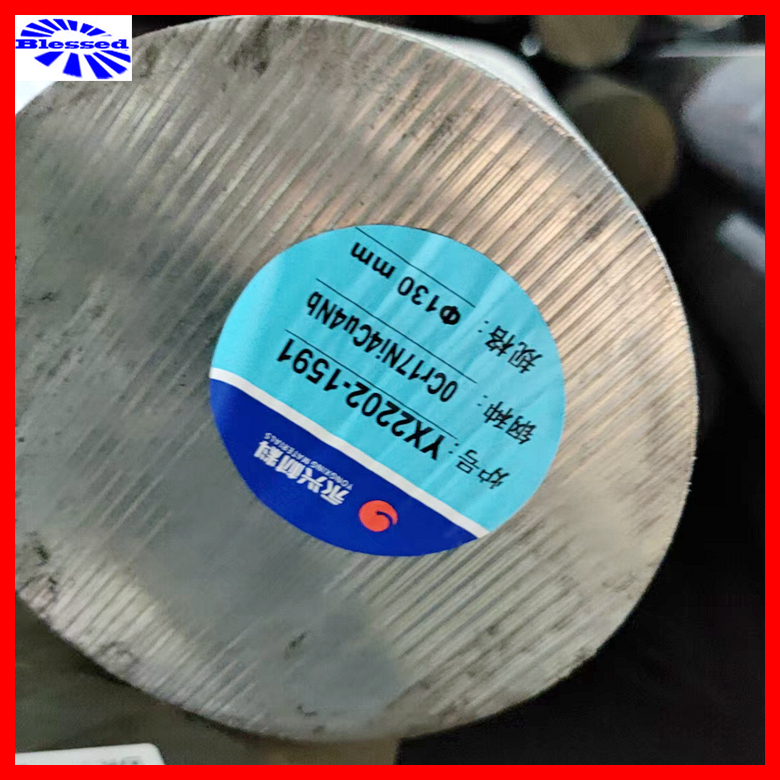 Blessed
永兴材料
YONGXING MATERIALS
炉号: YX2202-1591
钢种: 0Cr17Ni4Cu4Nb
规格: Φ130 mm